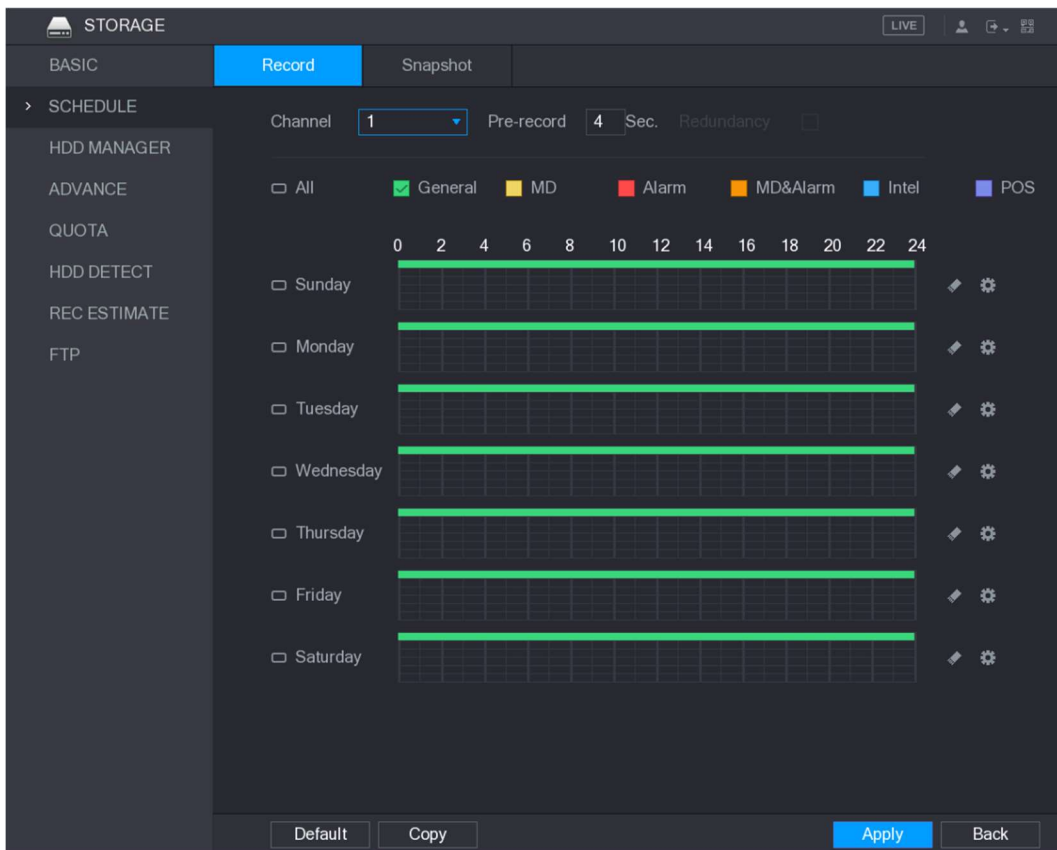 STORAGE LIVE
BASIC
SCHEDULE
HDD MANAGER
ADVANCE
QUOTA
HDD DETECT
REC ESTIMATE
FTP
Record Snapshot
Channel 1 Pre-record 4 Sec. Redundancy
All General MD Alarm MD&Alarm Intel POS
0 2 4 6 8 10 12 14 16 18 20 22 24
Sunday
Monday
Tuesday
Wednesday
Thursday
Friday
Saturday
Default Copy Apply Back